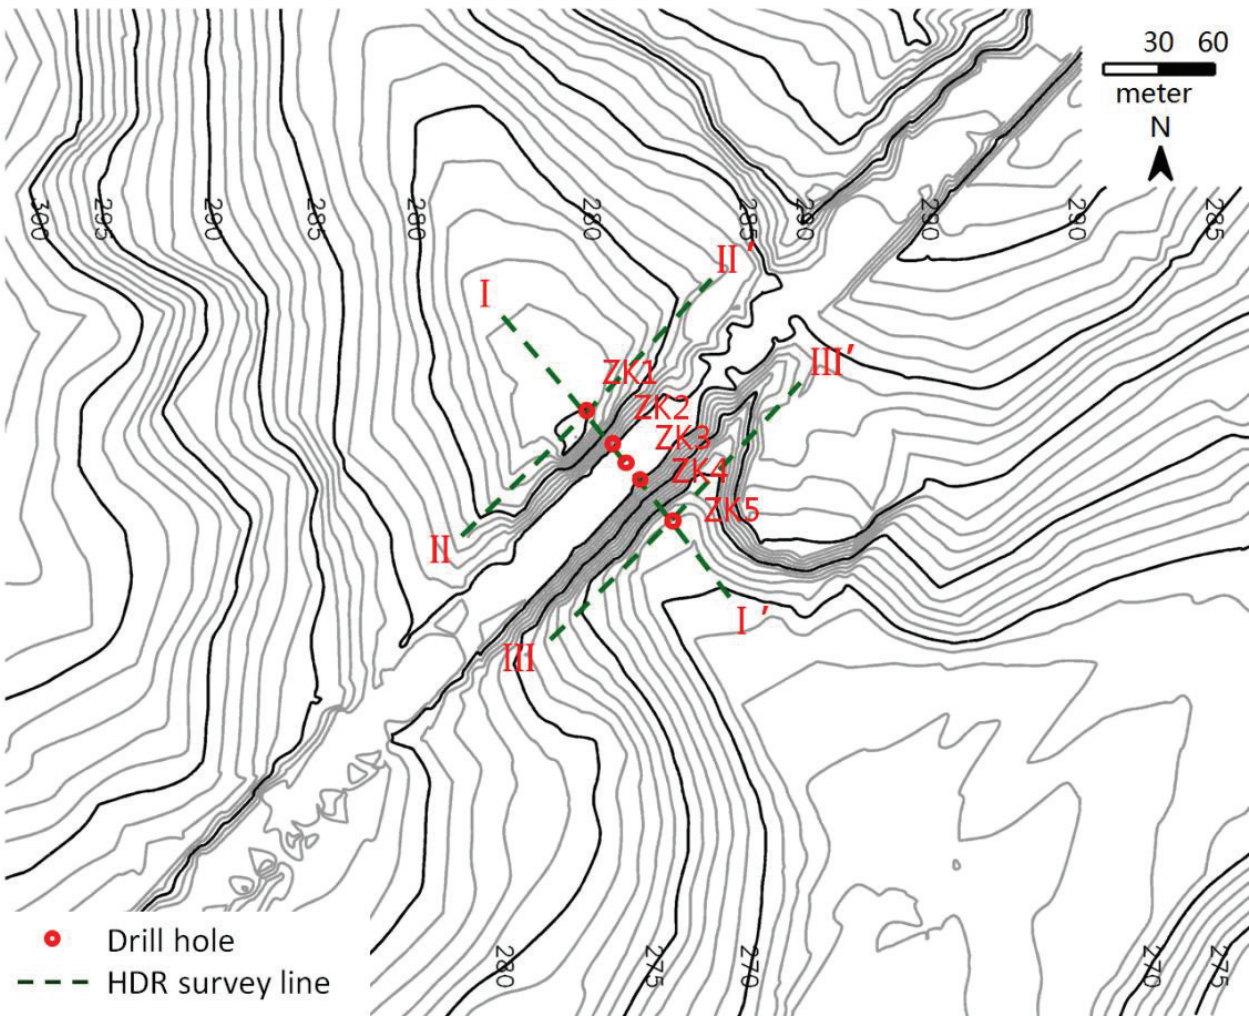 30 60
meter
N
300
295
290
285
280
280
285
290
290
290
285
II′
I
III′
ZK1
ZK2
ZK3
ZK4
ZK5
II
I′
III
280
275
270
270
275
Drill hole
HDR survey line